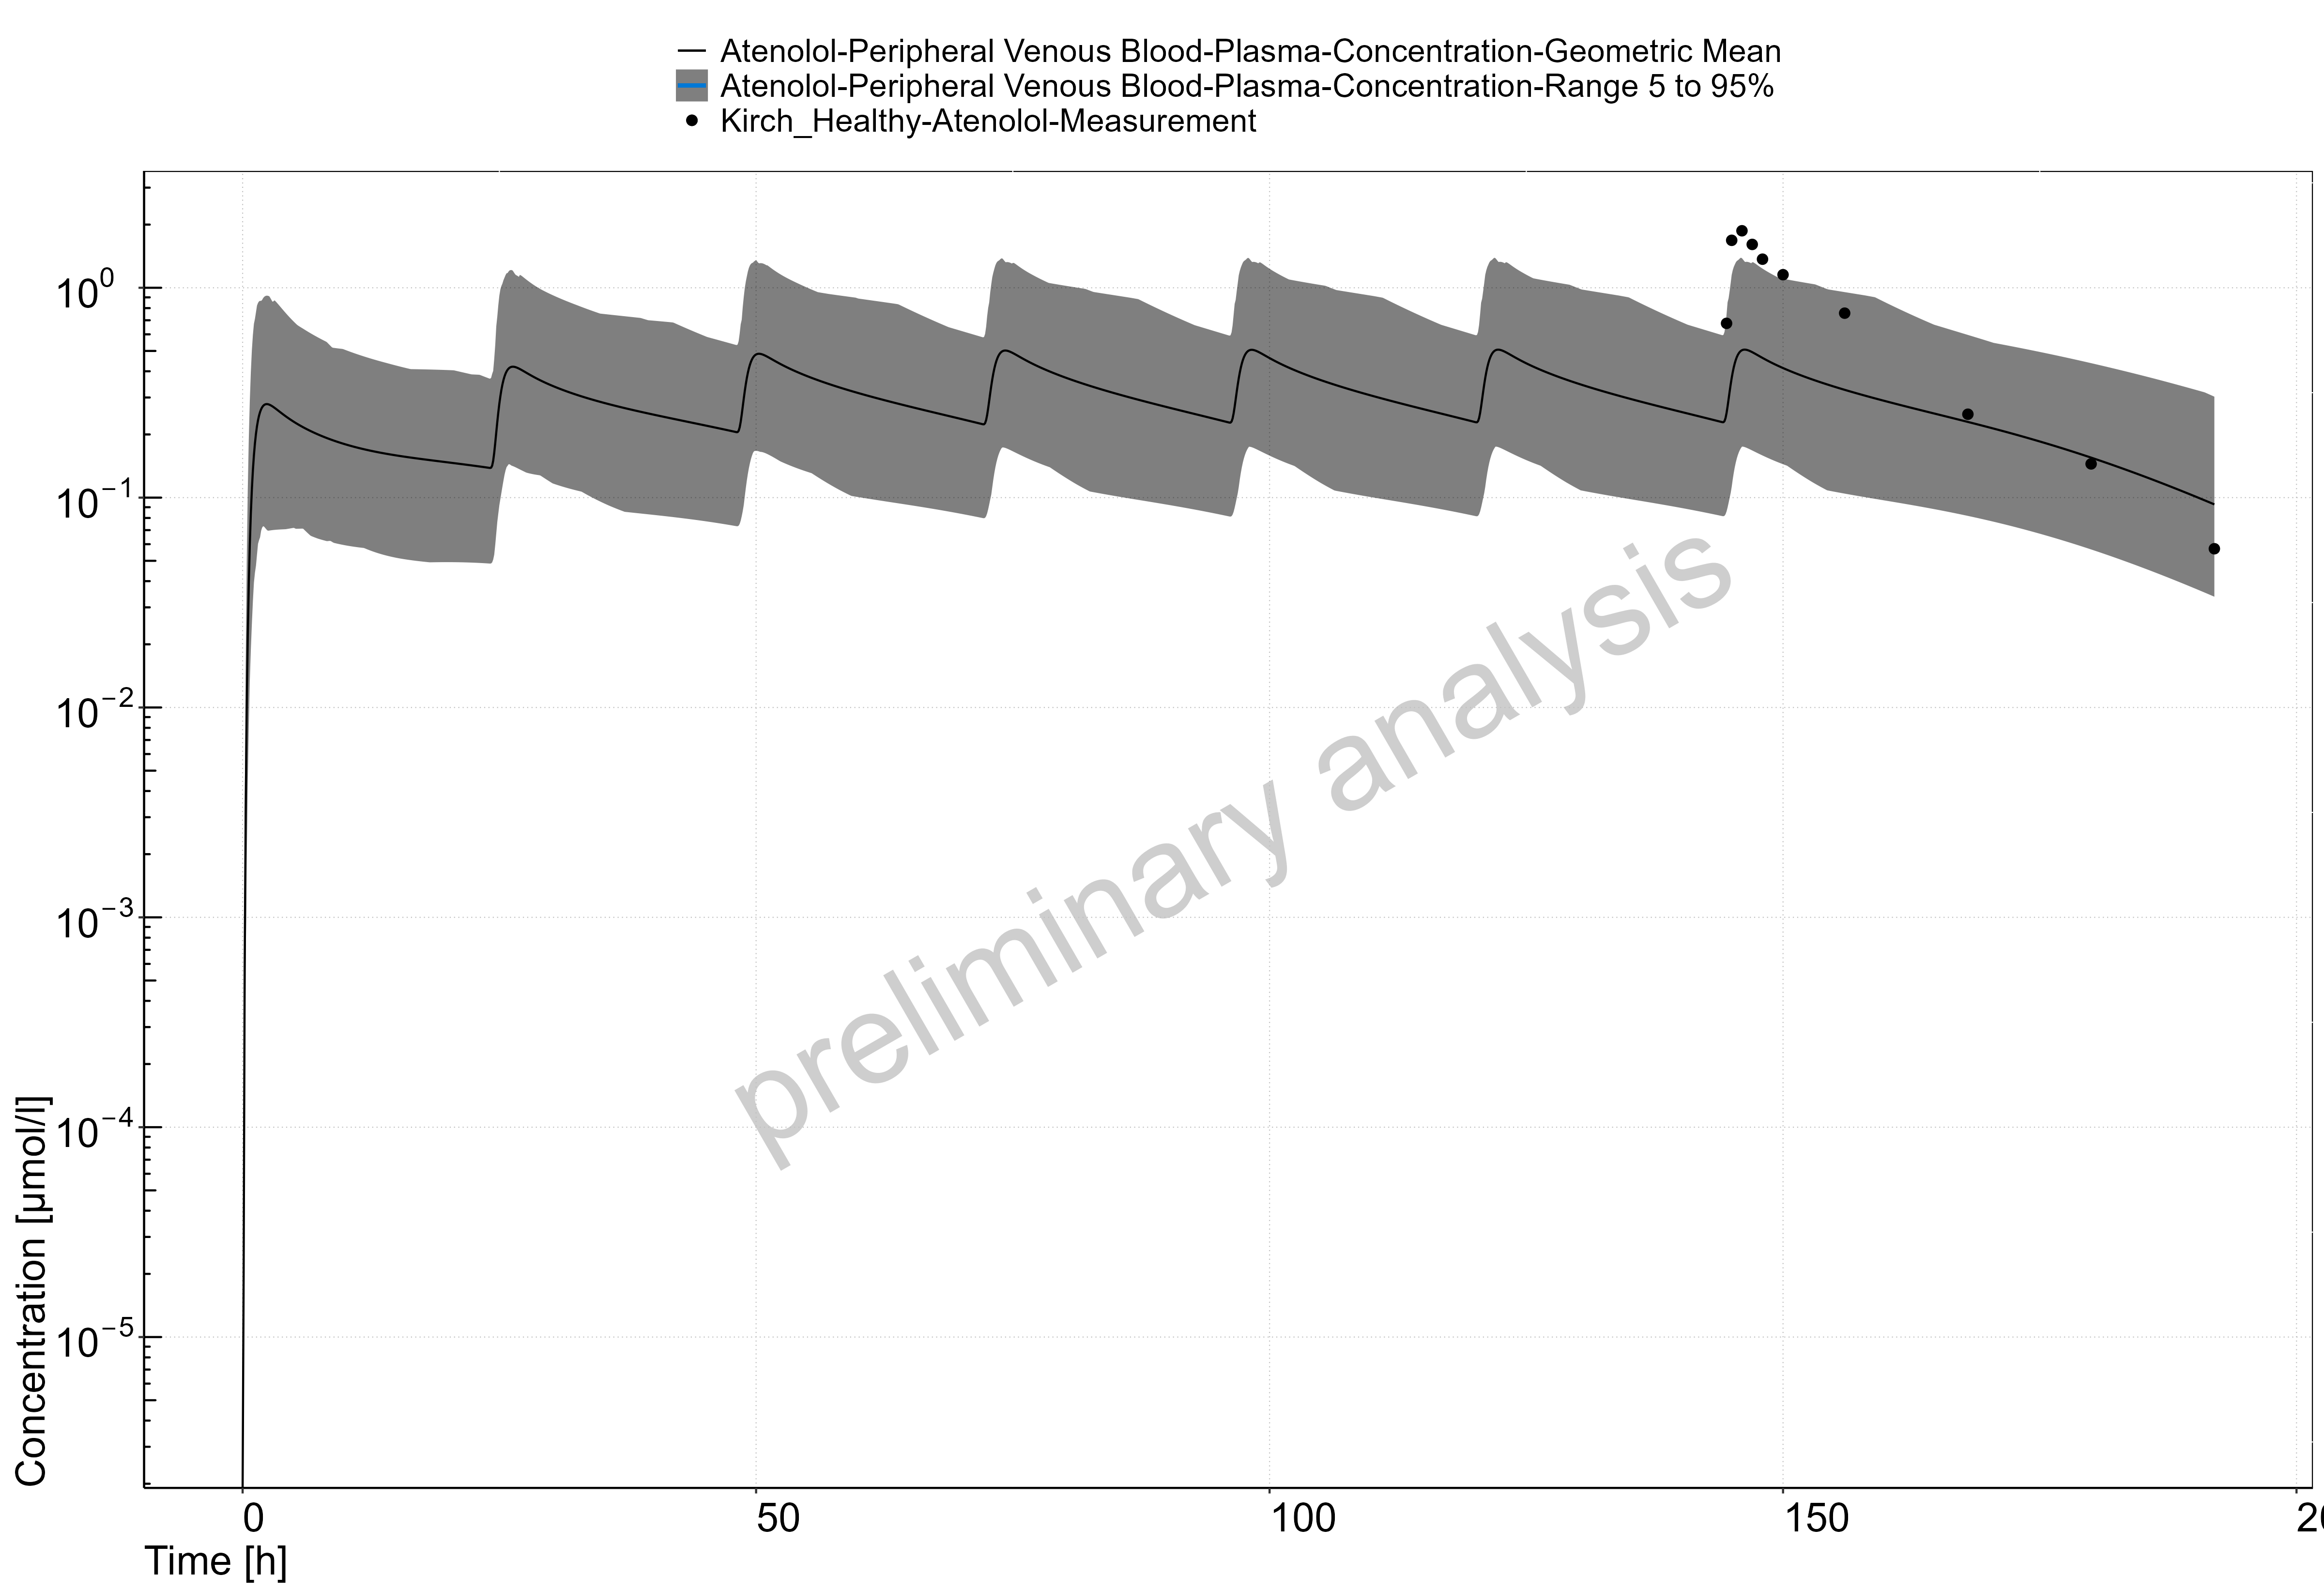 Atenolol-Peripheral Venous Blood-Plasma-Concentration-Geometric Mean
Atenolol-Peripheral Venous Blood-Plasma-Concentration-Range 5 to 95%
Kirch_Healthy-Atenolol-Measurement
10⁰
10⁻¹
10⁻²
10⁻³
10⁻⁴
10⁻⁵
Concentration [µmol/l]
preliminary analysis
0 50 100 150
Time [h]